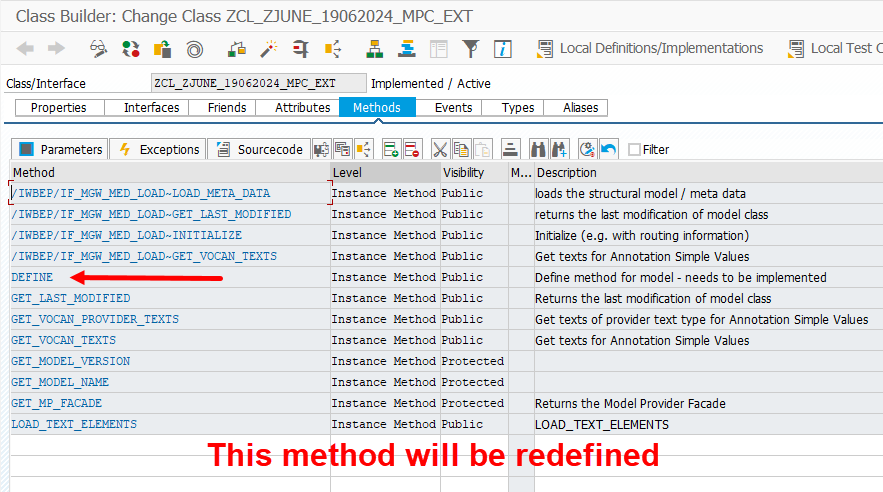 Class Builder: Change Class ZCL_ZJUNE_19062024_MPC_EXT
Local Definitions/Implementations Local Test C
Class/Interface ZCL_ZJUNE_19062024_MPC_EXT Implemented / Active
Properties Interfaces Friends Attributes Methods Events Types Aliases
Parameters Exceptions Sourcecode Filter
Method Level Visibility M... Description
/IWBEP/IF_MGW_MED_LOAD~LOAD_META_DATA Instance Method Public loads the structural model / meta data
/IWBEP/IF_MGW_MED_LOAD~GET_LAST_MODIFIED Instance Method Public returns the last modification of model class
/IWBEP/IF_MGW_MED_LOAD~INITIALIZE Instance Method Public Initialize (e.g. with routing information)
/IWBEP/IF_MGW_MED_LOAD~GET_VOCAN_TEXTS Instance Method Public Get texts for Annotation Simple Values
DEFINE Instance Method Public Define method for model - needs to be implemented
GET_LAST_MODIFIED Instance Method Public Returns the last modification of model class
GET_VOCAN_PROVIDER_TEXTS Instance Method Public Get texts of provider text type for Annotation Simple Values
GET_VOCAN_TEXTS Instance Method Public Get texts for Annotation Simple Values
GET_MODEL_VERSION Instance Method Protected
GET_MODEL_NAME Instance Method Protected
GET_MP_FACADE Instance Method Protected Returns the Model Provider Facade
LOAD_TEXT_ELEMENTS Instance Method Public LOAD_TEXT_ELEMENTS
This method will be redefined